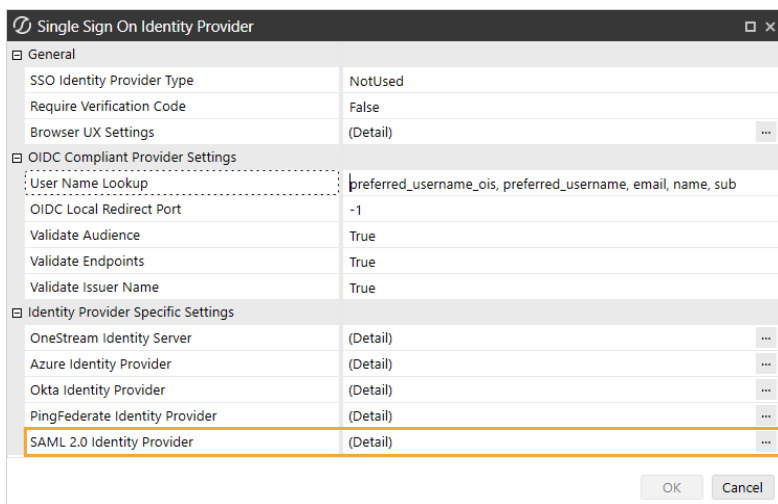 Single Sign On Identity Provider
General
SSO Identity Provider Type NotUsed
Require Verification Code False
Browser UX Settings (Detail) ...
OIDC Compliant Provider Settings
User Name Lookup preferred_username_ois, preferred_username, email, name, sub
OIDC Local Redirect Port -1
Validate Audience True
Validate Endpoints True
Validate Issuer Name True
Identity Provider Specific Settings
OneStream Identity Server (Detail) ...
Azure Identity Provider (Detail) ...
Okta Identity Provider (Detail) ...
PingFederate Identity Provider (Detail) ...
SAML 2.0 Identity Provider (Detail) ...
OK Cancel